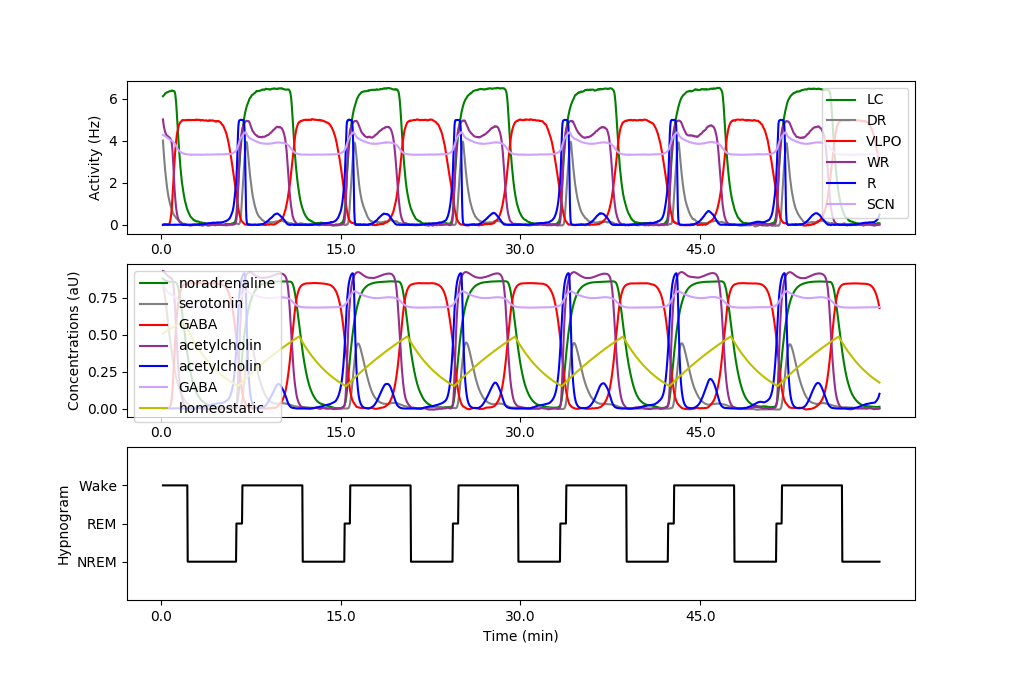 Activity (Hz)
6
4
2
0
LC
DR
VLPO
WR
R
SCN
0.0 15.0 30.0 45.0
Concentrations (aU)
0.75
0.50
0.25
0.00
noradrenaline
serotonin
GABA
acetylcholin
acetylcholin
GABA
homeostatic
0.0 15.0 30.0 45.0
Hypnogram
Wake
REM
NREM
0.0 15.0 30.0 45.0
Time (min)